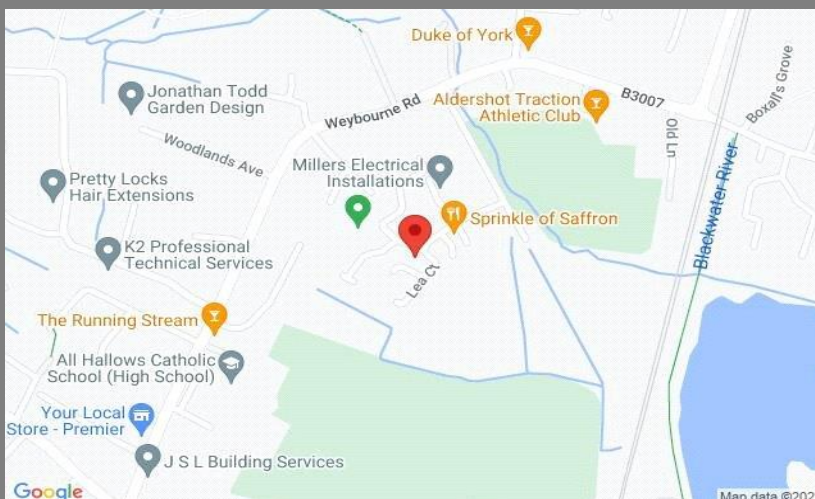 Duke of York
Jonathan Todd
Garden Design
Weybourne Rd
Aldershot Traction
Athletic Club
B3007
Boxall's Grove
Old Ln
Woodlands Ave
Millers Electrical
Installations
Pretty Locks
Hair Extensions
Sprinkle of Saffron
Blackwater River
K2 Professional
Technical Services
Lea Ct
The Running Stream
All Hallows Catholic
School (High School)
Your Local
Store - Premier
J S L Building Services
Google
Map data ©202